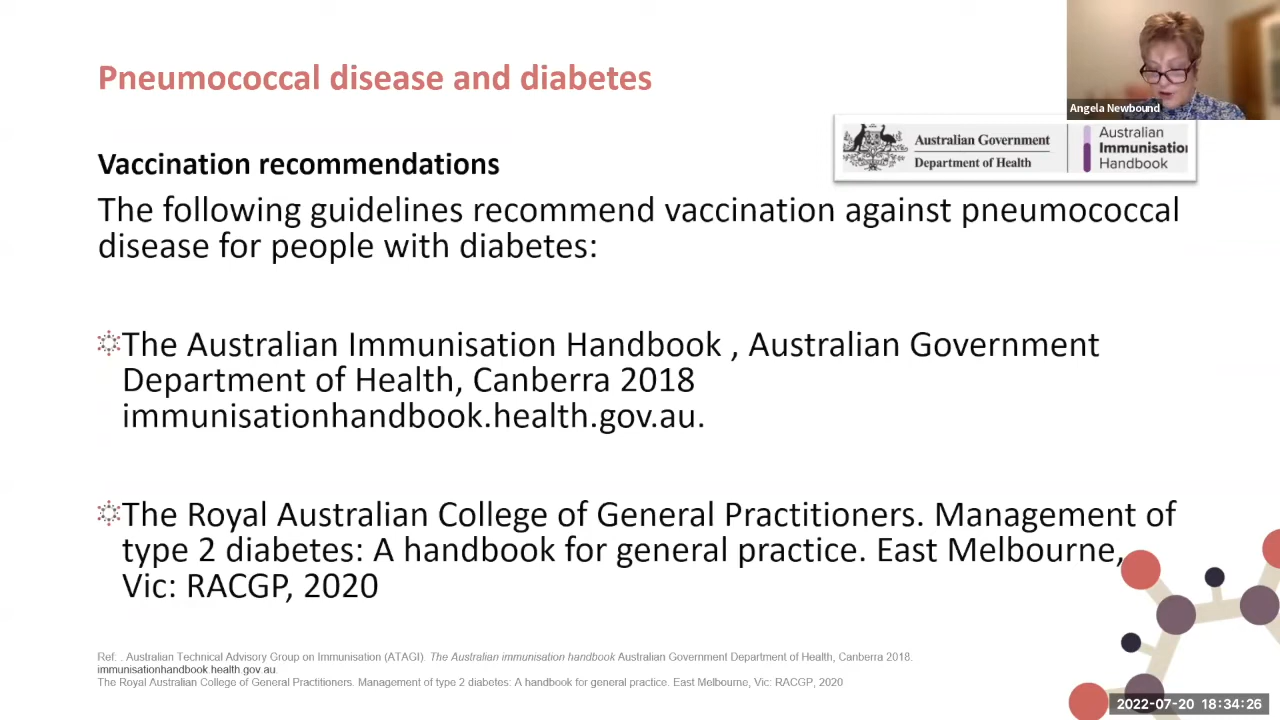 Pneumococcal disease and diabetes
Angela Newbound
Australian Government
Department of Health
Australian
Immunisatio
Handbook
Vaccination recommendations
The following guidelines recommend vaccination against pneumococcal
disease for people with diabetes:
The Australian Immunisation Handbook , Australian Government
Department of Health, Canberra 2018
immunisationhandbook.health.gov.au.
The Royal Australian College of General Practitioners. Management of
type 2 diabetes: A handbook for general practice. East Melbourne,
Vic: RACGP, 2020
Ref: . Australian Technical Advisory Group on Immunisation (ATAGI). The Australian immunisation handbook Australian Government Department of Health, Canberra 2018.
immunisationhandbook.health.gov.au.
The Royal Australian College of General Practitioners. Management of type 2 diabetes: A handbook for general practice. East Melbourne, Vic: RACGP, 2020
2022-07-20 18:34:26